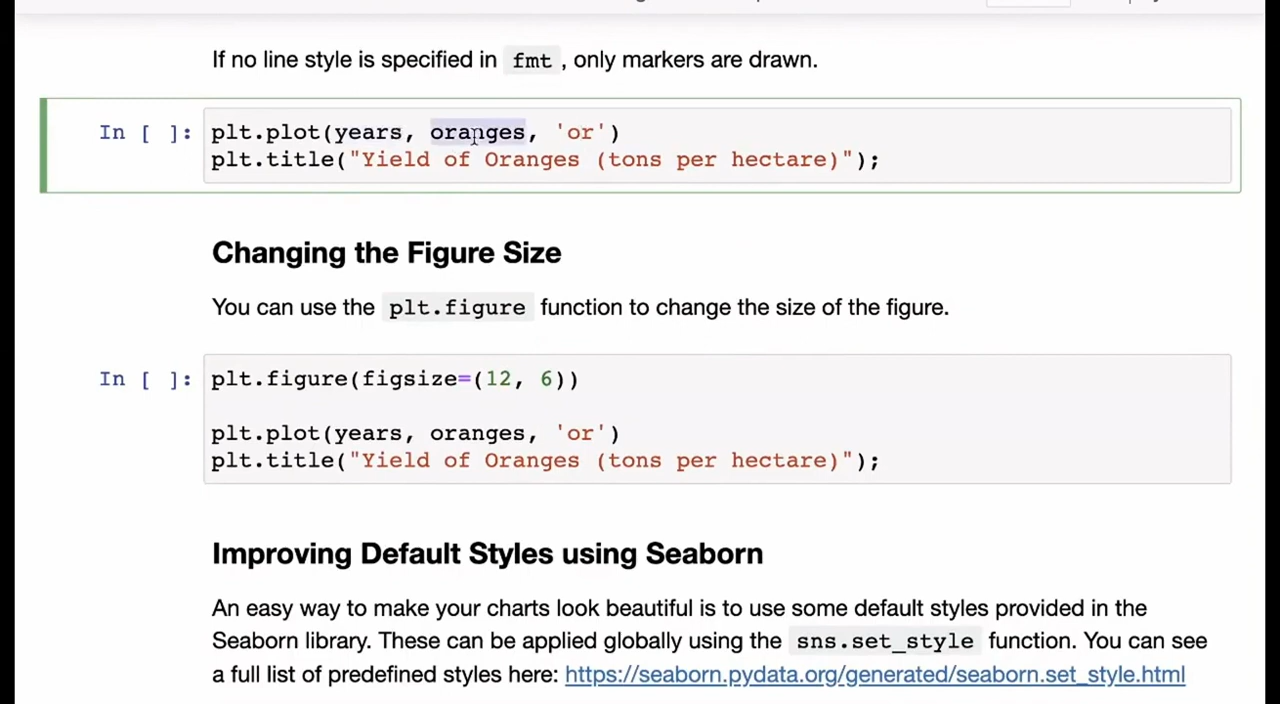 If no line style is specified in fmt , only markers are drawn.
In [ ]: plt.plot(years, oranges, 'or')
plt.title("Yield of Oranges (tons per hectare)");
Changing the Figure Size
You can use the plt.figure function to change the size of the figure.
In [ ]: plt.figure(figsize=(12, 6))
plt.plot(years, oranges, 'or')
plt.title("Yield of Oranges (tons per hectare)");
Improving Default Styles using Seaborn
An easy way to make your charts look beautiful is to use some default styles provided in the
Seaborn library. These can be applied globally using the sns.set_style function. You can see
a full list of predefined styles here: https://seaborn.pydata.org/generated/seaborn.set_style.html